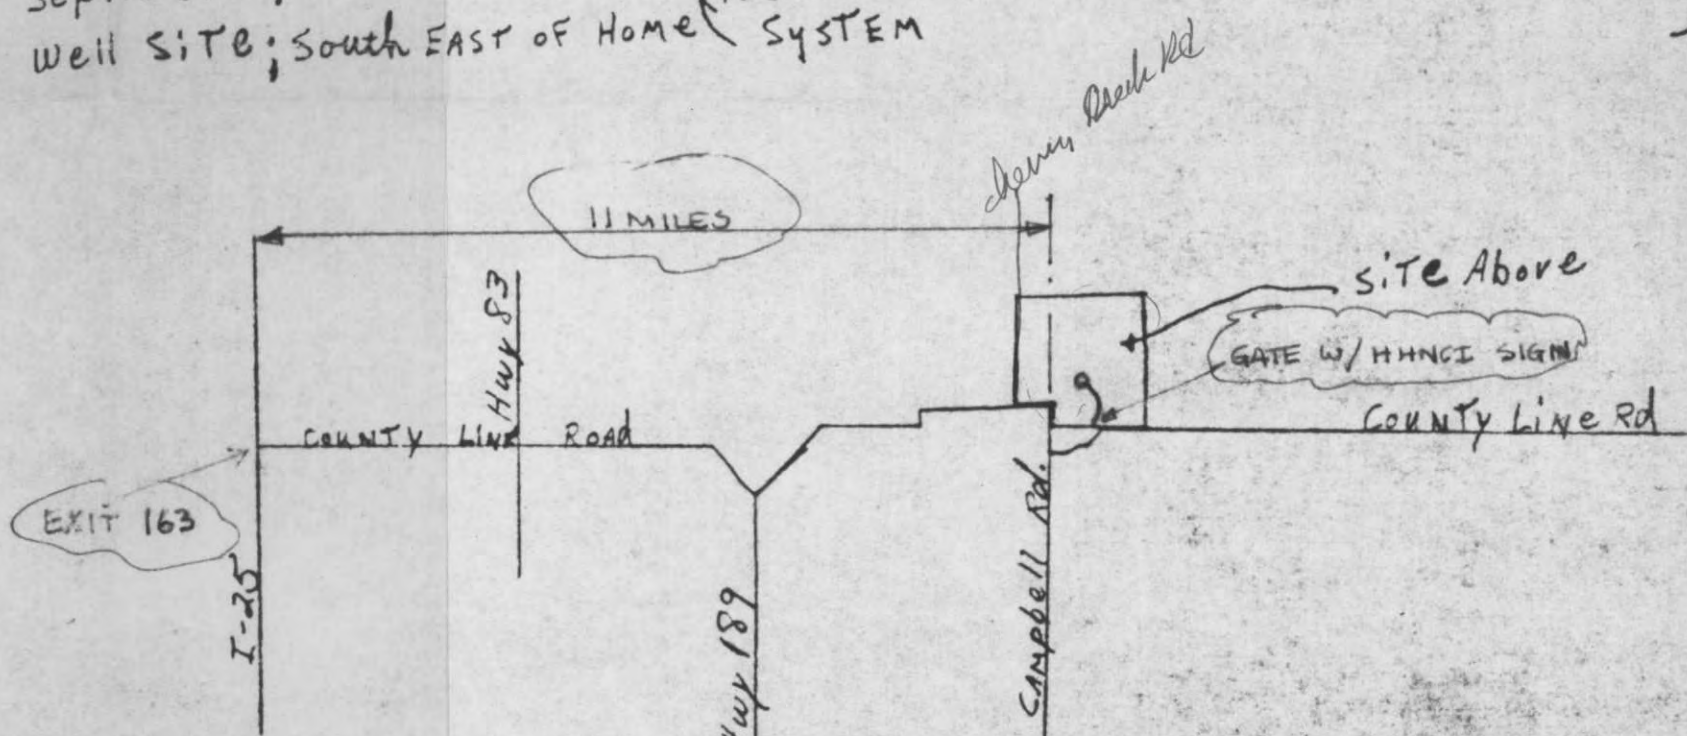 Well SiTe; South EAST OF HOMe SySTEM
cherry Creek Rd
11 MILES
Hwy 83
SiTe Above
GATE W/ HHNCI SIGN
COUNTY LINE ROAd
COUNTY LiNe Rd
EXIT 163
I-25
Hwy 189
CAMpbell Rd.